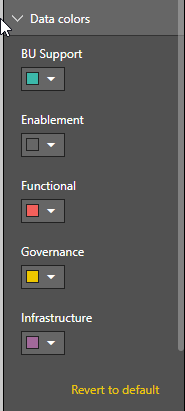 Data colors
BU Support
Enablement
Functional
Governance
Infrastructure
Revert to default